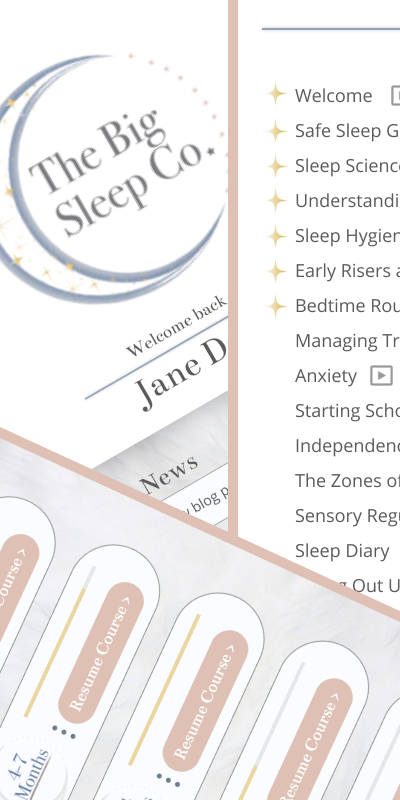 The Big
Sleep Co.
Welcome back
Jane D
News
blog p
Welcome
Safe Sleep G
Sleep Science
Understandi
Sleep Hygien
Early Risers a
Bedtime Rou
Managing Tr
Anxiety
Starting Scho
Independenc
The Zones of
Sensory Regu
Sleep Diary
g Out U
Course >
Resume Course >
Resume Course >
Resume Course >
4-7
Months